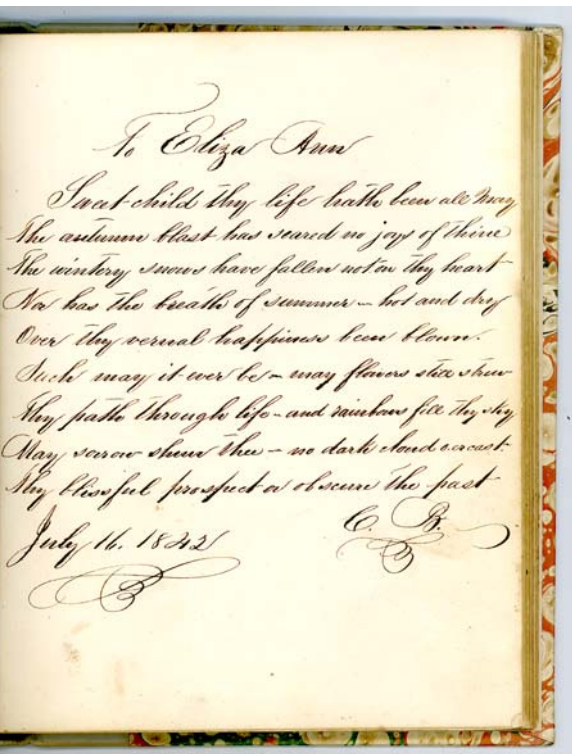 To Eliza Ann
Sweet child thy life hath been all May
The autumn blast has seared no joys of thine
The wintery snows have fallen not on thy heart
Nor has the breath of summer - hot and dry
Over thy vernal happiness been blown.
Such may it ever be - may flowers still strew
Thy path through life - and rainbows fill thy sky
May sorow shun thee - no dark cloud orcast
Thy blissful prospect or obscure the past
C. B.
July 16. 1842